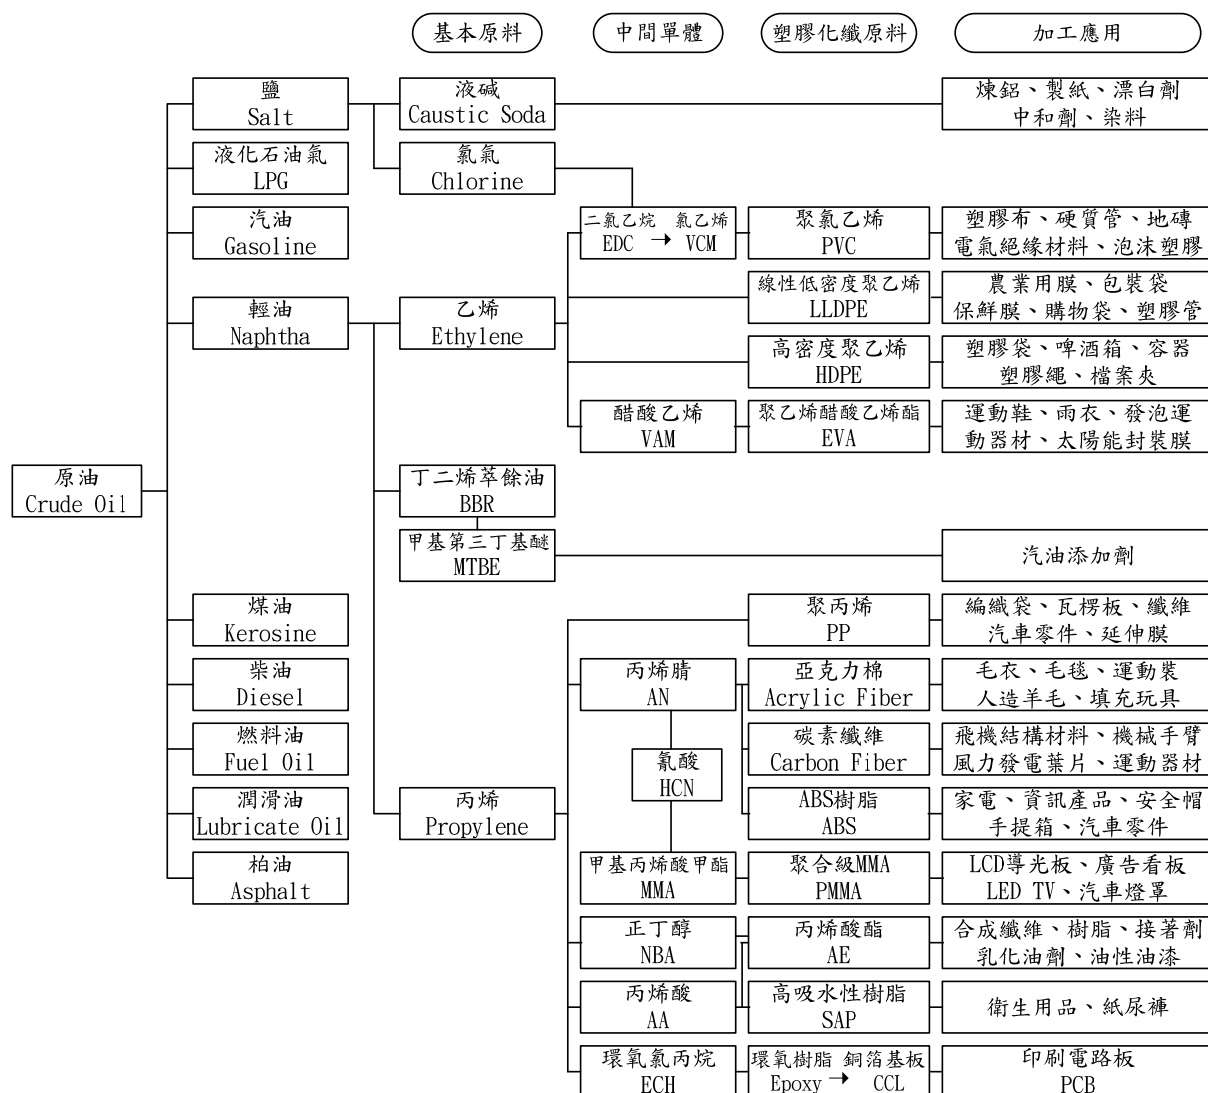 基本原料
中間單體
塑膠化纖原料
加工應用
鹽
Salt
液碱
Caustic Soda
煉鋁、製紙、漂白劑
中和劑、染料
液化石油氣
LPG
氯氣
Chlorine
汽油
Gasoline
二氯乙烷 氯乙烯
EDC → VCM
聚氯乙烯
PVC
塑膠布、硬質管、地磚
電氣絕緣材料、泡沫塑膠
輕油
Naphtha
乙烯
Ethylene
線性低密度聚乙烯
LLDPE
農業用膜、包裝袋
保鮮膜、購物袋、塑膠管
高密度聚乙烯
HDPE
塑膠袋、啤酒箱、容器
塑膠繩、檔案夾
醋酸乙烯
VAM
聚乙烯醋酸乙烯酯
EVA
運動鞋、雨衣、發泡運
動器材、太陽能封裝膜
原油
Crude Oil
丁二烯萃餘油
BBR
甲基第三丁基醚
MTBE
汽油添加劑
煤油
Kerosine
聚丙烯
PP
編織袋、瓦楞板、纖維
汽車零件、延伸膜
柴油
Diesel
丙烯腈
AN
亞克力棉
Acrylic Fiber
毛衣、毛毯、運動裝
人造羊毛、填充玩具
燃料油
Fuel Oil
氰酸
HCN
碳素纖維
Carbon Fiber
飛機結構材料、機械手臂
風力發電葉片、運動器材
潤滑油
Lubricate Oil
丙烯
Propylene
ABS樹脂
ABS
家電、資訊產品、安全帽
手提箱、汽車零件
柏油
Asphalt
甲基丙烯酸甲酯
MMA
聚合級MMA
PMMA
LCD導光板、廣告看板
LED TV、汽車燈罩
正丁醇
NBA
丙烯酸酯
AE
合成纖維、樹脂、接著劑
乳化油劑、油性油漆
丙烯酸
AA
高吸水性樹脂
SAP
衛生用品、紙尿褲
環氧氯丙烷
ECH
環氧樹脂 銅箔基板
Epoxy → CCL
印刷電路板
PCB